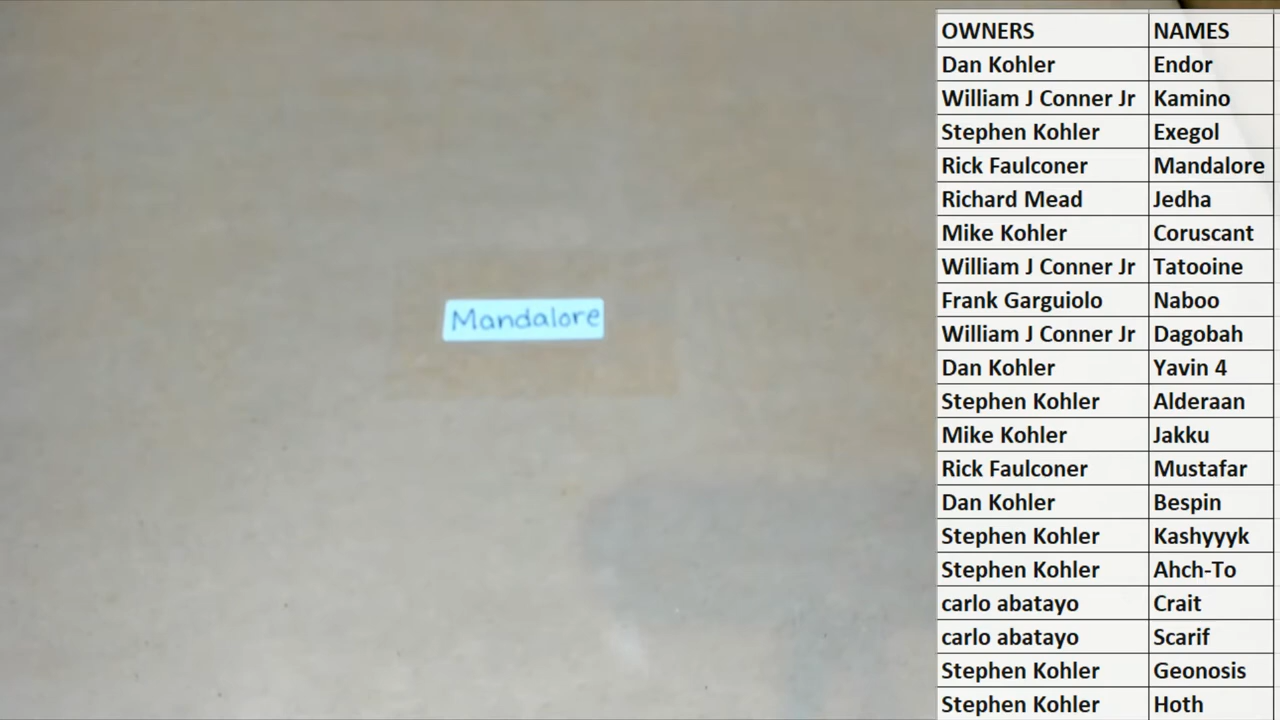 Mandalore
OWNERS NAMES
Dan Kohler Endor
William J Conner Jr Kamino
Stephen Kohler Exegol
Rick Faulconer Mandalore
Richard Mead Jedha
Mike Kohler Coruscant
William J Conner Jr Tatooine
Frank Garguiolo Naboo
William J Conner Jr Dagobah
Dan Kohler Yavin 4
Stephen Kohler Alderaan
Mike Kohler Jakku
Rick Faulconer Mustafar
Dan Kohler Bespin
Stephen Kohler Kashyyyk
Stephen Kohler Ahch-To
carlo abatayo Crait
carlo abatayo Scarif
Stephen Kohler Geonosis
Stephen Kohler Hoth